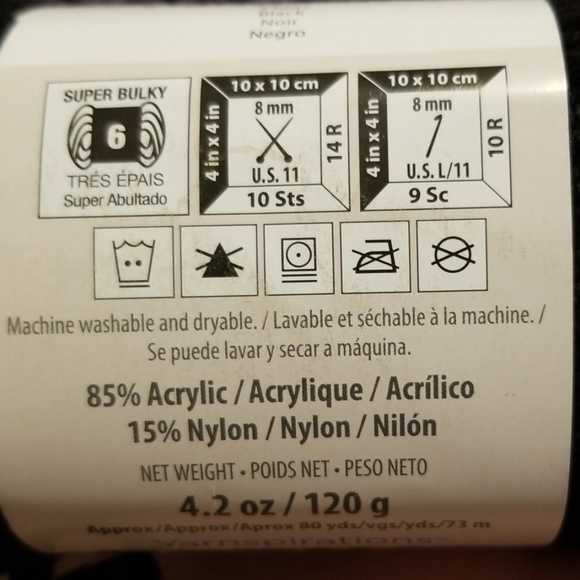 Black
Noir
Negro
SUPER BULKY
6
TRÉS ÉPAIS
Super Abultado
10 x 10 cm
4 in x 4 in
8 mm
U.S. 11
14 R
10 Sts
10 x 10 cm
4 in x 4 in
8 mm
U.S. L/11
10 R
9 Sc
Machine washable and dryable. / Lavable et séchable à la machine. /
Se puede lavar y secar a máquina.
85% Acrylic / Acrylique / Acrílico
15% Nylon / Nylon / Nilón
NET WEIGHT • POIDS NET • PESO NETO
4.2 oz / 120 g
Approx/Approx/Aprox 80 yds/vgs/yds/73 m
Yarnspirations™